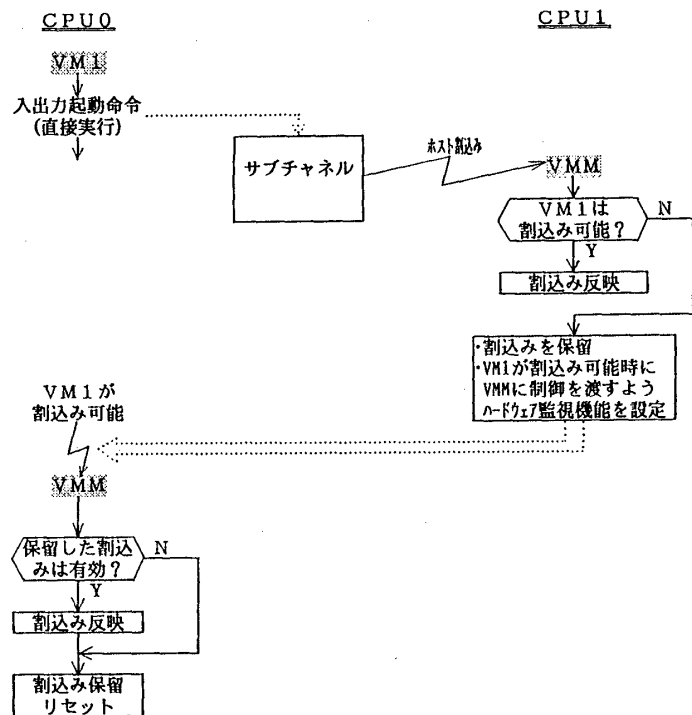 CPU0
VM1
入出力起動命令
(直接実行)
サブチャネル
ホスト割込み
CPU1
VMM
VM1は
割込み可能？
N
Y
割込み反映
・割込みを保留
・VM1が割込み可能時に
VMMに制御を渡すよう
ハードウェア監視機能を設定
VM1が
割込み可能
VMM
保留した割込
みは有効？
N
Y
割込み反映
割込み保留
リセット